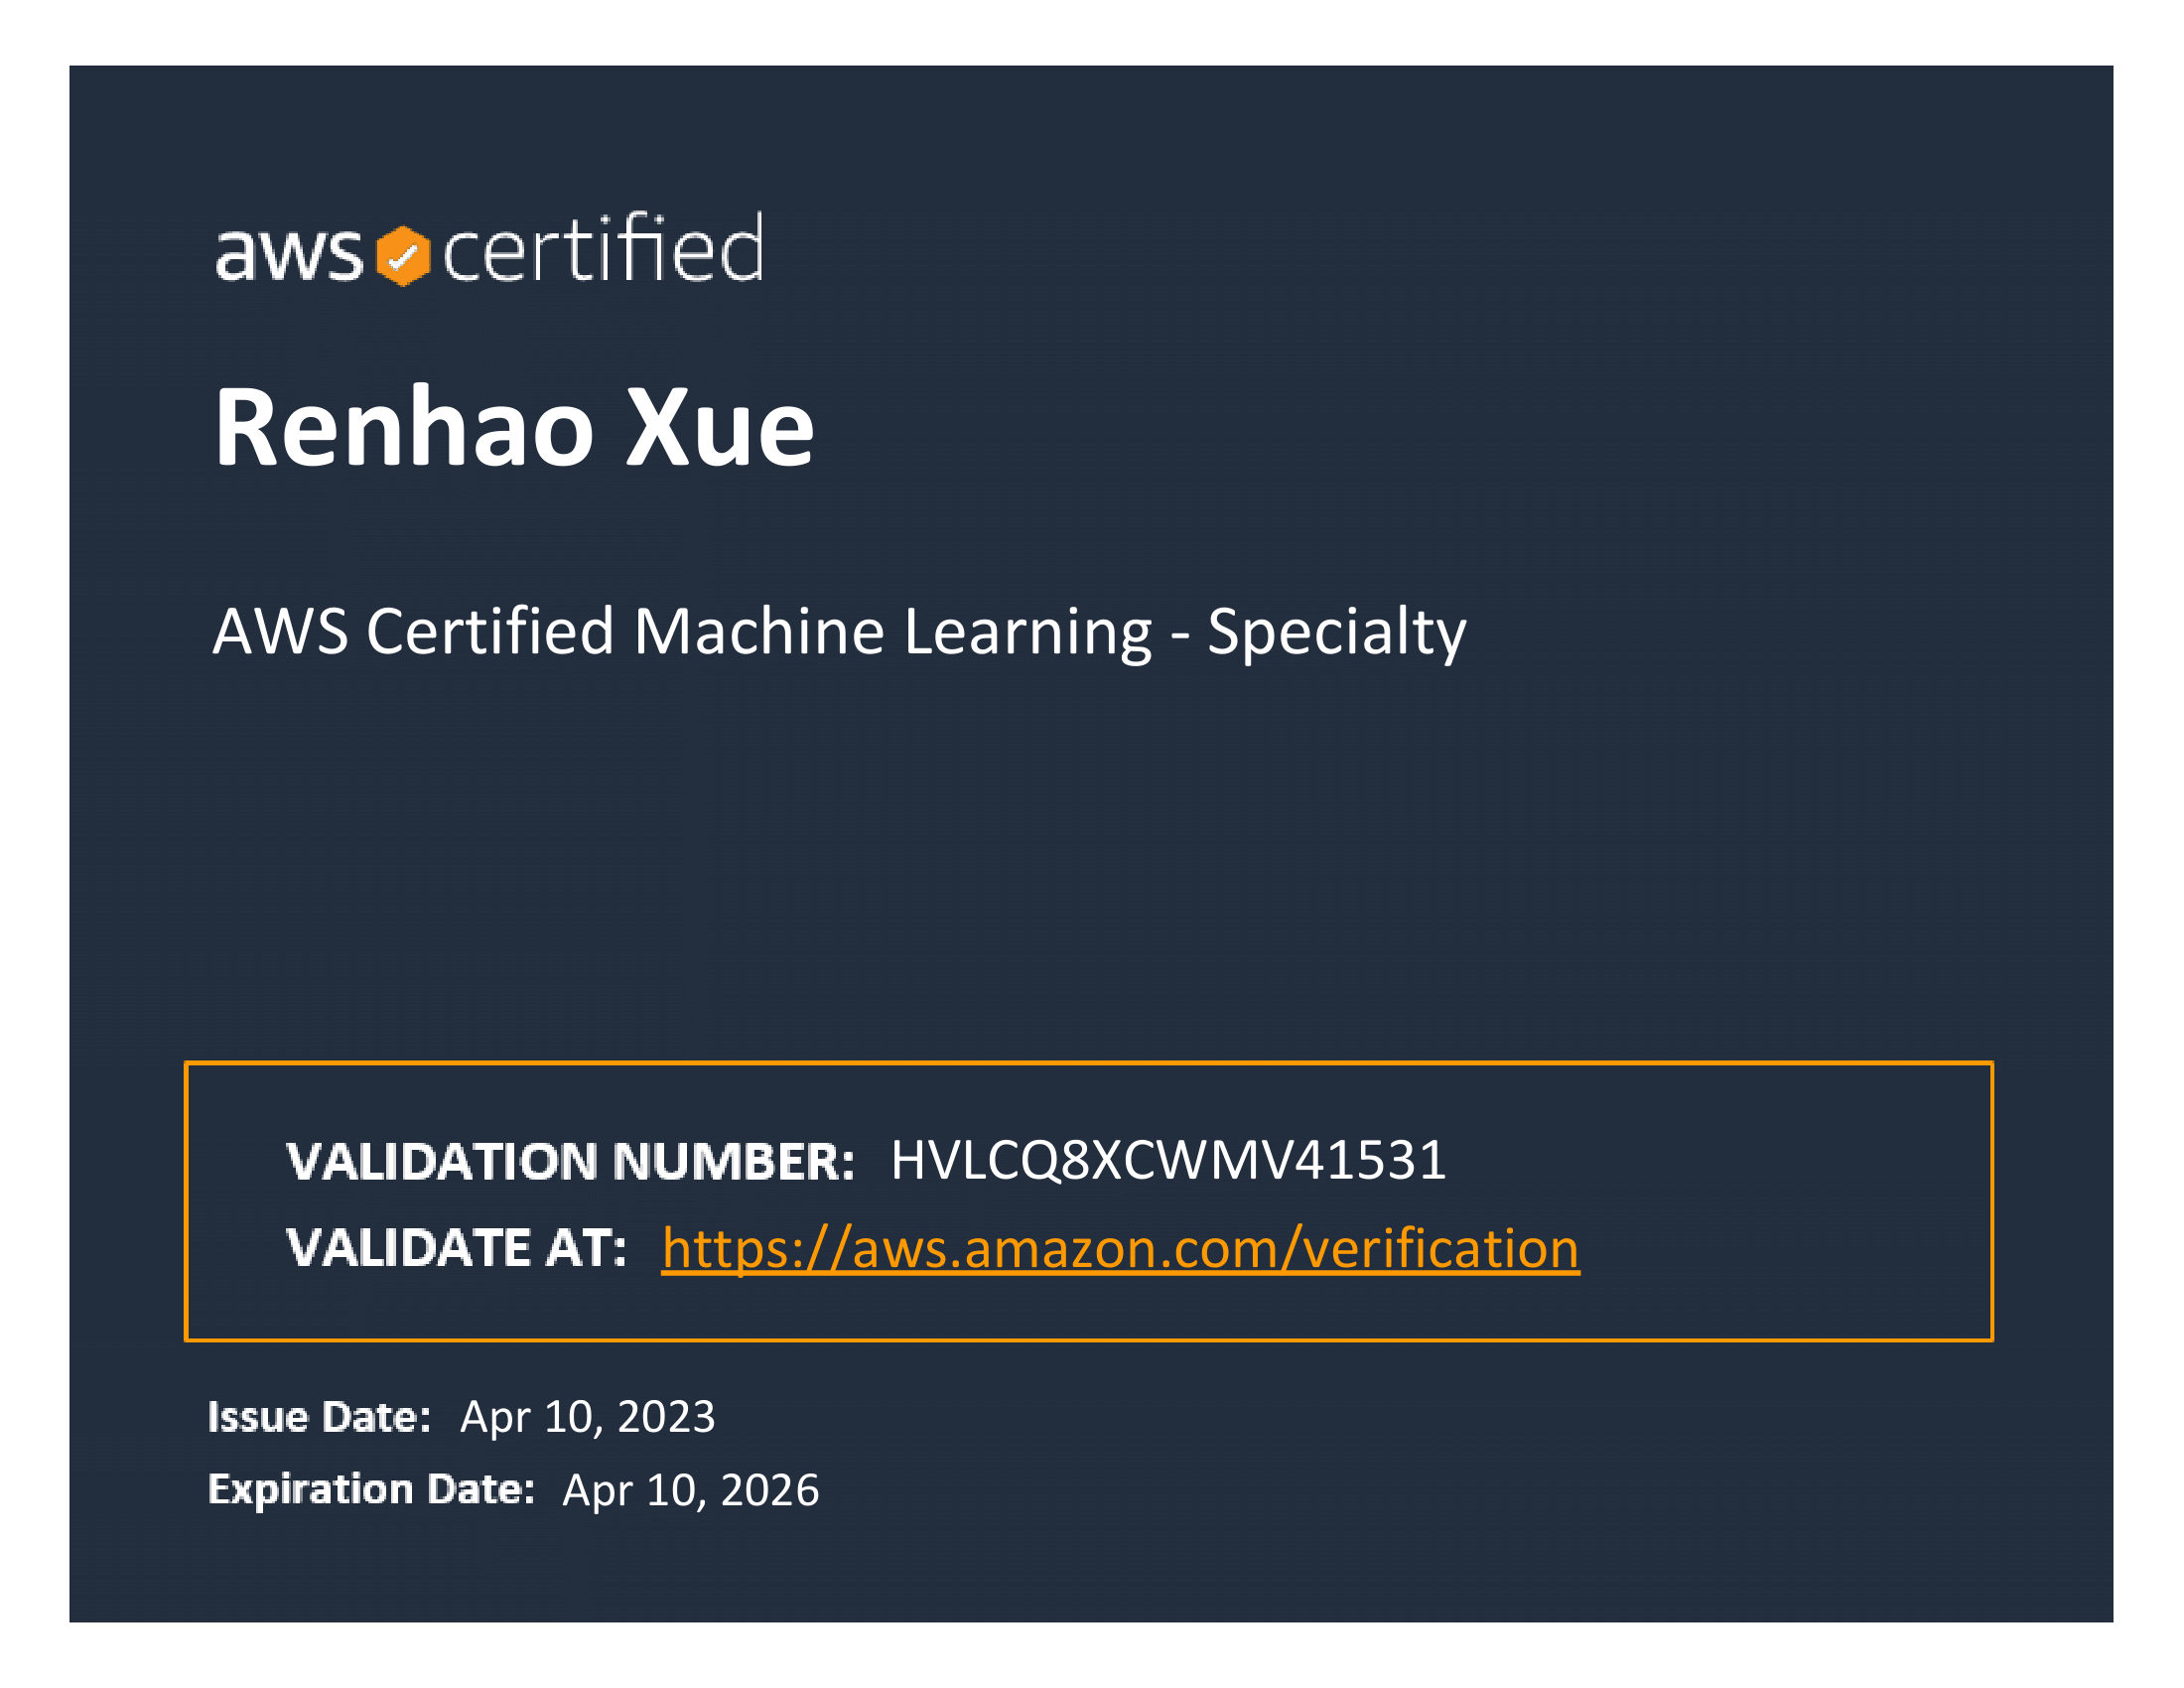 aws certified
Renhao Xue
AWS Certified Machine Learning - Specialty
VALIDATION NUMBER: HVLCQ8XCWMV41531
VALIDATE AT: https://aws.amazon.com/verification
Issue Date: Apr 10, 2023
Expiration Date: Apr 10, 2026